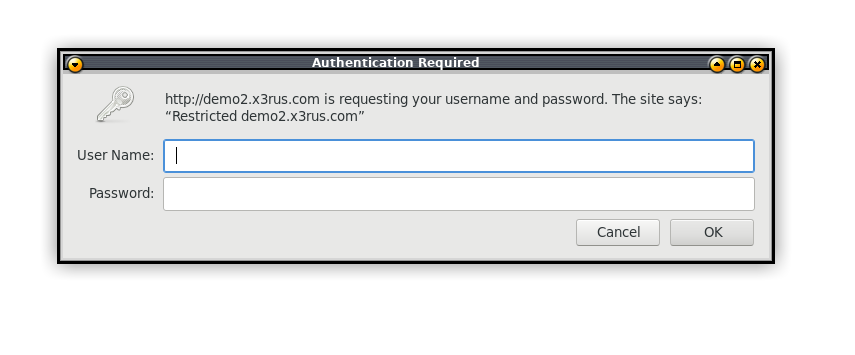 Authentication Required
http://demo2.x3rus.com is requesting your username and password. The site says:
“Restricted demo2.x3rus.com”
User Name:
Password:
Cancel OK